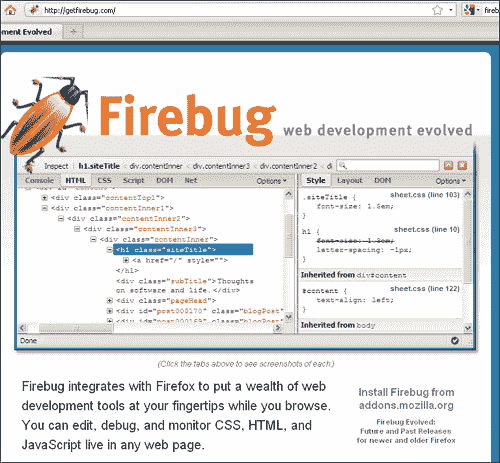 http://getfirebug.com/
fireb
ment Evolved
Firebug web development evolved
Inspect h1.siteTitle < div.contentInner < div.contentInner3 < div.contentInner2 < di
Console HTML CSS Script DOM Net Options
Style Layout DOM Options
<div class="contentTop1">
<div class="contentInner1">
<div class="contentInner2">
<div class="contentInner3">
<div class="contentInner">
<h1 class="siteTitle">
<a href="/" style="">
</h1>
<div class="subTitle">Thoughts
on software and life.</div>
<div class="pageHead">
<div id="post000170" class="blogPost"
sheet.css (line 103)
.siteTitle {
font-size: 1.8em;
}
sheet.css (line 10)
h1 {
font-size: 1.3em;
letter-spacing: -1px;
}
Inherited from div#content
sheet.css (line 122)
#content {
text-align: left;
}
Inherited from body
Done
(Click the tabs above to see screenshots of each.)
Firebug integrates with Firefox to put a wealth of web
development tools at your fingertips while you browse.
You can edit, debug, and monitor CSS, HTML, and
JavaScript live in any web page.
Install Firebug from
addons.mozilla.org
Firebug Evolved:
Future and Past Releases
for newer and older Firefox